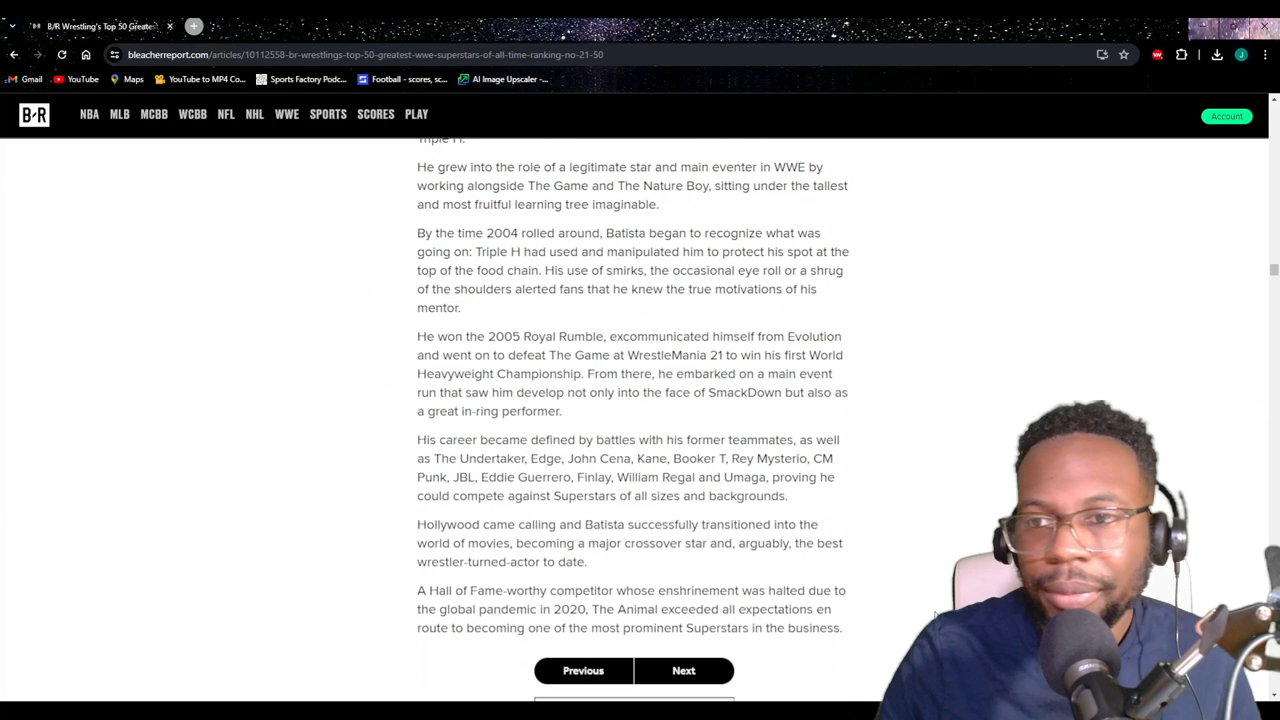 B/R Wrestling's Top 50 Greates
bleacherreport.com/articles/10112558-br-wrestlings-top-50-greatest-wwe-superstars-of-all-time-ranking-no-21-50
J
Gmail YouTube Maps YouTube to MP4 Co... Sports Factory Podc... Football - scores, sc... AI Image Upscaler -...
B/R NBA MLB MCBB WCBB NFL NHL WWE SPORTS SCORES PLAY Account
Triple H.
He grew into the role of a legitimate star and main eventer in WWE by
working alongside The Game and The Nature Boy, sitting under the tallest
and most fruitful learning tree imaginable.
By the time 2004 rolled around, Batista began to recognize what was
going on: Triple H had used and manipulated him to protect his spot at the
top of the food chain. His use of smirks, the occasional eye roll or a shrug
of the shoulders alerted fans that he knew the true motivations of his
mentor.
He won the 2005 Royal Rumble, excommunicated himself from Evolution
and went on to defeat The Game at WrestleMania 21 to win his first World
Heavyweight Championship. From there, he embarked on a main event
run that saw him develop not only into the face of SmackDown but also as
a great in-ring performer.
His career became defined by battles with his former teammates, as well
as The Undertaker, Edge, John Cena, Kane, Booker T, Rey Mysterio, CM
Punk, JBL, Eddie Guerrero, Finlay, William Regal and Umaga, proving he
could compete against Superstars of all sizes and backgrounds.
Hollywood came calling and Batista successfully transitioned into the
world of movies, becoming a major crossover star and, arguably, the best
wrestler-turned-actor to date.
A Hall of Fame-worthy competitor whose enshrinement was halted due to
the global pandemic in 2020, The Animal exceeded all expectations en
route to becoming one of the most prominent Superstars in the business.
Previous Next